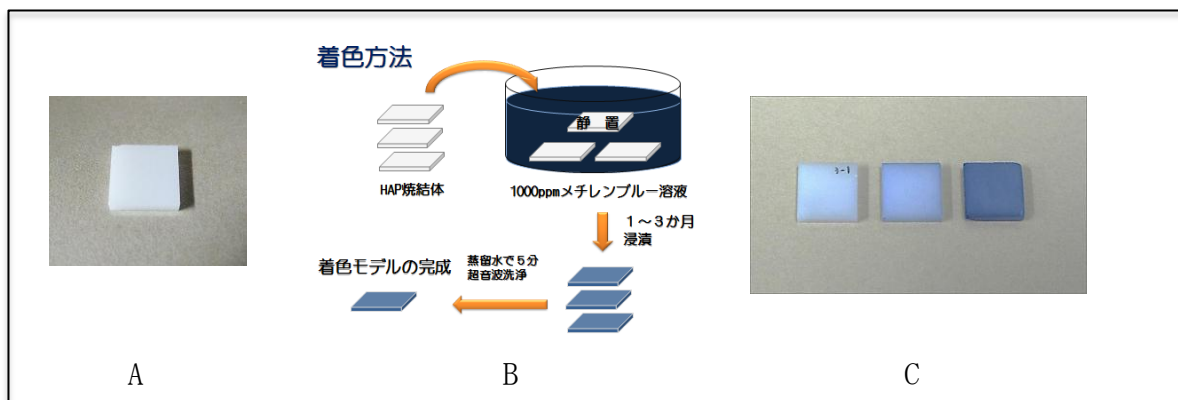 着色方法
静 置
HAP焼結体
1000ppmメチレンブルー溶液
1～3か月
浸漬
蒸留水で5分
超音波洗浄
着色モデルの完成
3-1
A
B
C